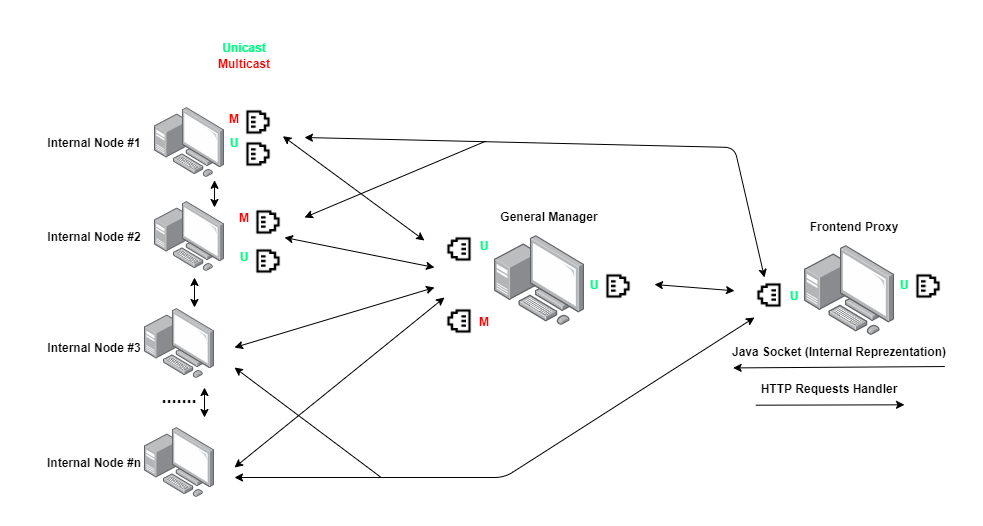 Unicast
Multicast
M
Internal Node #1
U
Internal Node #2
M
U
General Manager
U
U
M
Frontend Proxy
U
U
Internal Node #3
Java Socket (Internal Reprezentation)
HTTP Requests Handler
.......
Internal Node #n